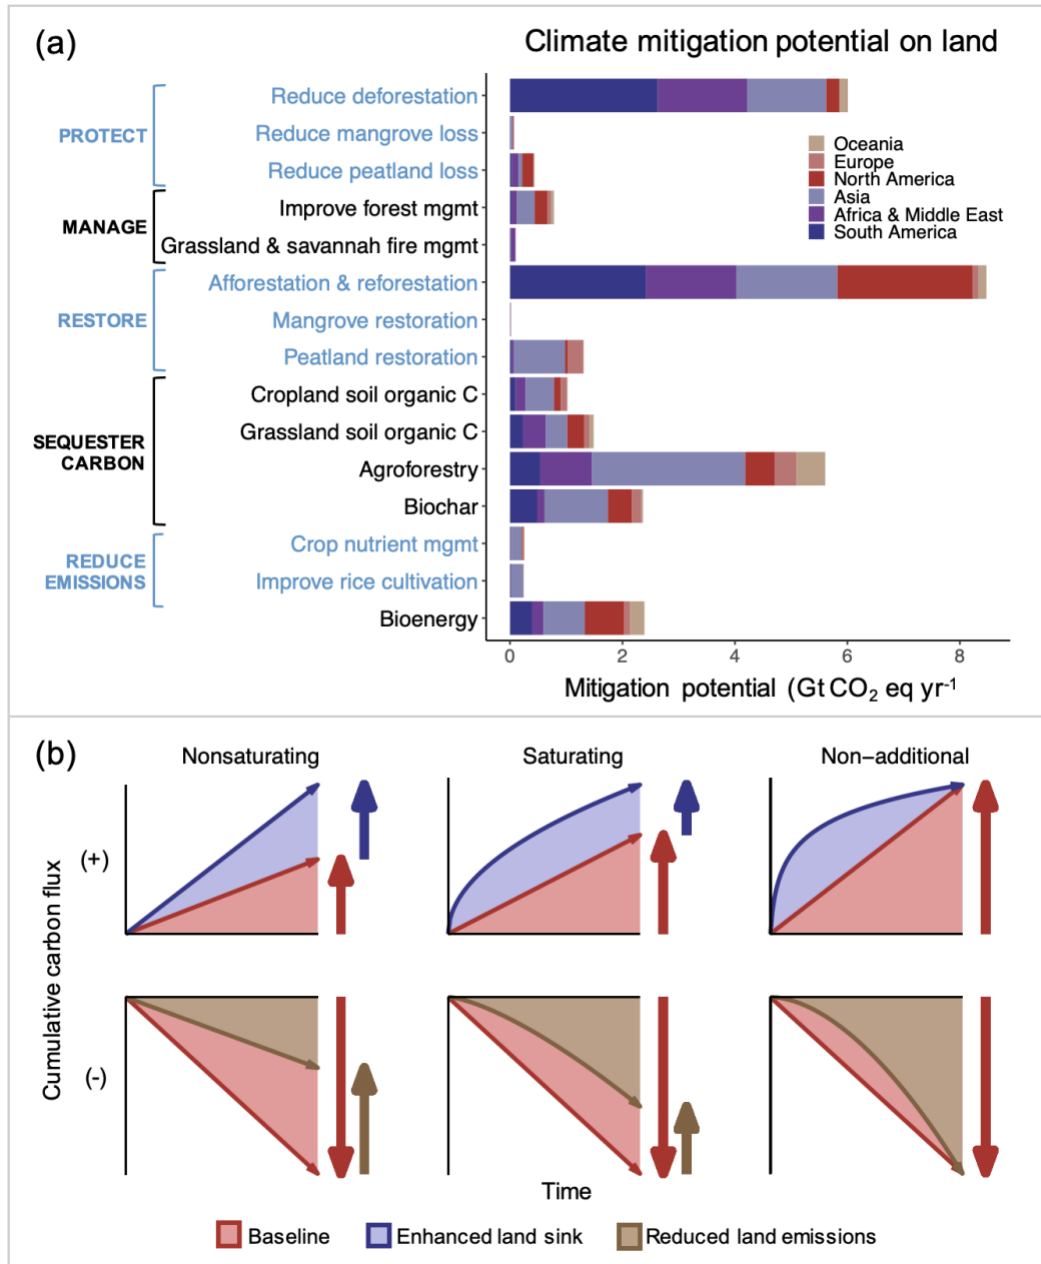 (a)
Climate mitigation potential on land
PROTECT
Reduce deforestation
Reduce mangrove loss
Reduce peatland loss
MANAGE
Improve forest mgmt
Grassland & savannah fire mgmt
RESTORE
Afforestation & reforestation
Mangrove restoration
Peatland restoration
SEQUESTER
CARBON
Cropland soil organic C
Grassland soil organic C
Agroforestry
Biochar
REDUCE
EMISSIONS
Crop nutrient mgmt
Improve rice cultivation
Bioenergy
Oceania
Europe
North America
Asia
Africa & Middle East
South America
0 2 4 6 8
Mitigation potential (Gt CO₂ eq yr⁻¹
(b)
Nonsaturating Saturating Non−additional
Cumulative carbon flux
(+)
(-)
Time
Baseline Enhanced land sink Reduced land emissions